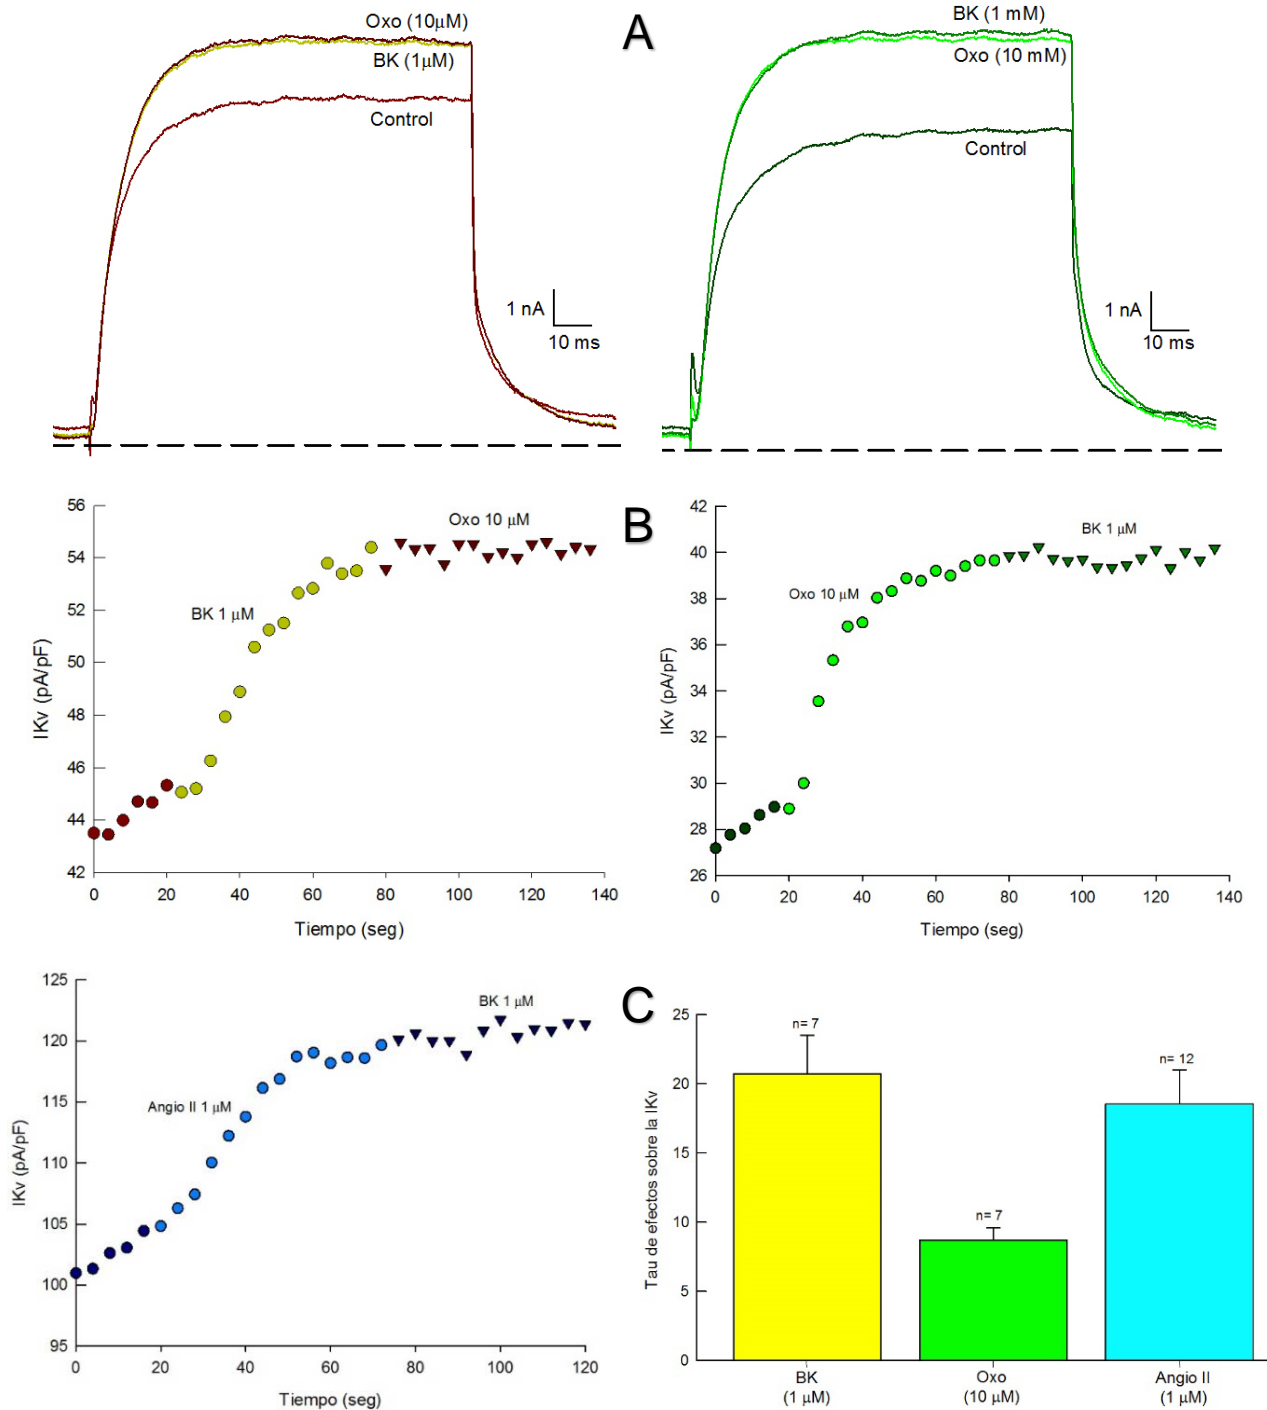 Oxo (10μM)
BK (1μM)
Control
1 nA
10 ms
A
BK (1 mM)
Oxo (10 mM)
Control
1 nA
10 ms
B
56
54
52
50
48
46
44
42
IKv (pA/pF)
BK 1 μM
Oxo 10 μM
0 20 40 60 80 100 120 140
Tiempo (seg)
42
40
38
36
34
32
30
28
26
IKv (pA/pF)
Oxo 10 μM
BK 1 μM
0 20 40 60 80 100 120 140
Tiempo (seg)
125
120
115
110
105
100
95
IKv (pA/pF)
Angio II 1 μM
BK 1 μM
0 20 40 60 80 100 120
Tiempo (seg)
C
25
20
15
10
5
0
Tau de efectos sobre la IKv
n= 7
n= 7
n= 12
BK
(1 μM)
Oxo
(10 μM)
Angio II
(1 μM)